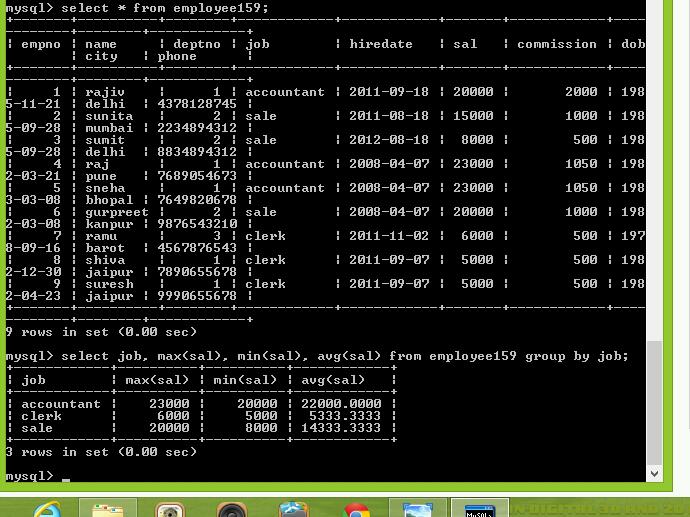 mysql> select * from employee159;
| empno | name | deptno | job | hiredate | sal | commission | dob
| city | phone |
| 1 | rajiv | 1 | accountant | 2011-09-18 | 20000 | 2000 | 198
5-11-21 | delhi | 4378128745 |
| 2 | sunita | 2 | sale | 2011-08-18 | 15000 | 1000 | 198
5-09-28 | mumbai | 2234894312 |
| 3 | sumit | 2 | sale | 2012-08-18 | 8000 | 500 | 198
5-09-28 | delhi | 8834894312 |
| 4 | raj | 1 | accountant | 2008-04-07 | 23000 | 1050 | 198
2-03-21 | pune | 7689054673 |
| 5 | sneha | 1 | accountant | 2008-04-07 | 23000 | 1050 | 198
3-03-08 | bhopal | 7649820678 |
| 6 | gurpreet | 2 | sale | 2008-04-07 | 20000 | 1000 | 198
2-03-08 | kanpur | 9876543210 |
| 7 | ramu | 3 | clerk | 2011-11-02 | 6000 | 500 | 197
8-09-16 | barot | 4567876543 |
| 8 | shiva | 1 | clerk | 2011-09-07 | 5000 | 500 | 198
2-12-30 | jaipur | 7890655678 |
| 9 | suresh | 1 | clerk | 2011-09-07 | 5000 | 500 | 198
2-04-23 | jaipur | 9990655678 |
9 rows in set (0.00 sec)
mysql> select job, max(sal), min(sal), avg(sal) from employee159 group by job;
| job | max(sal) | min(sal) | avg(sal) |
| accountant | 23000 | 20000 | 22000.0000 |
| clerk | 6000 | 5000 | 5333.3333 |
| sale | 20000 | 8000 | 14333.3333 |
3 rows in set (0.00 sec)
mysql> _
MySQL